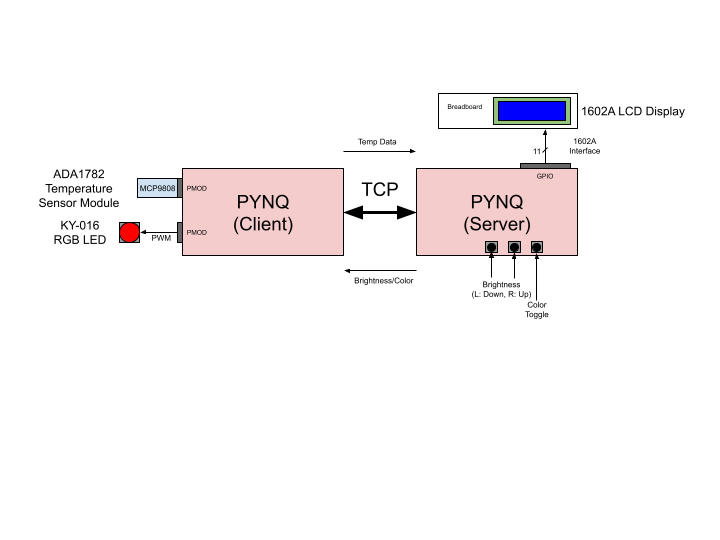 Breadboard
1602A LCD Display
1602A
Interface
11
GPIO
Temp Data
ADA1782
Temperature
Sensor Module
MCP9808
PMOD
PYNQ
(Client)
TCP
PYNQ
(Server)
KY-016
RGB LED
PWM
PMOD
Brightness/Color
Brightness
(L: Down, R: Up)
Color
Toggle